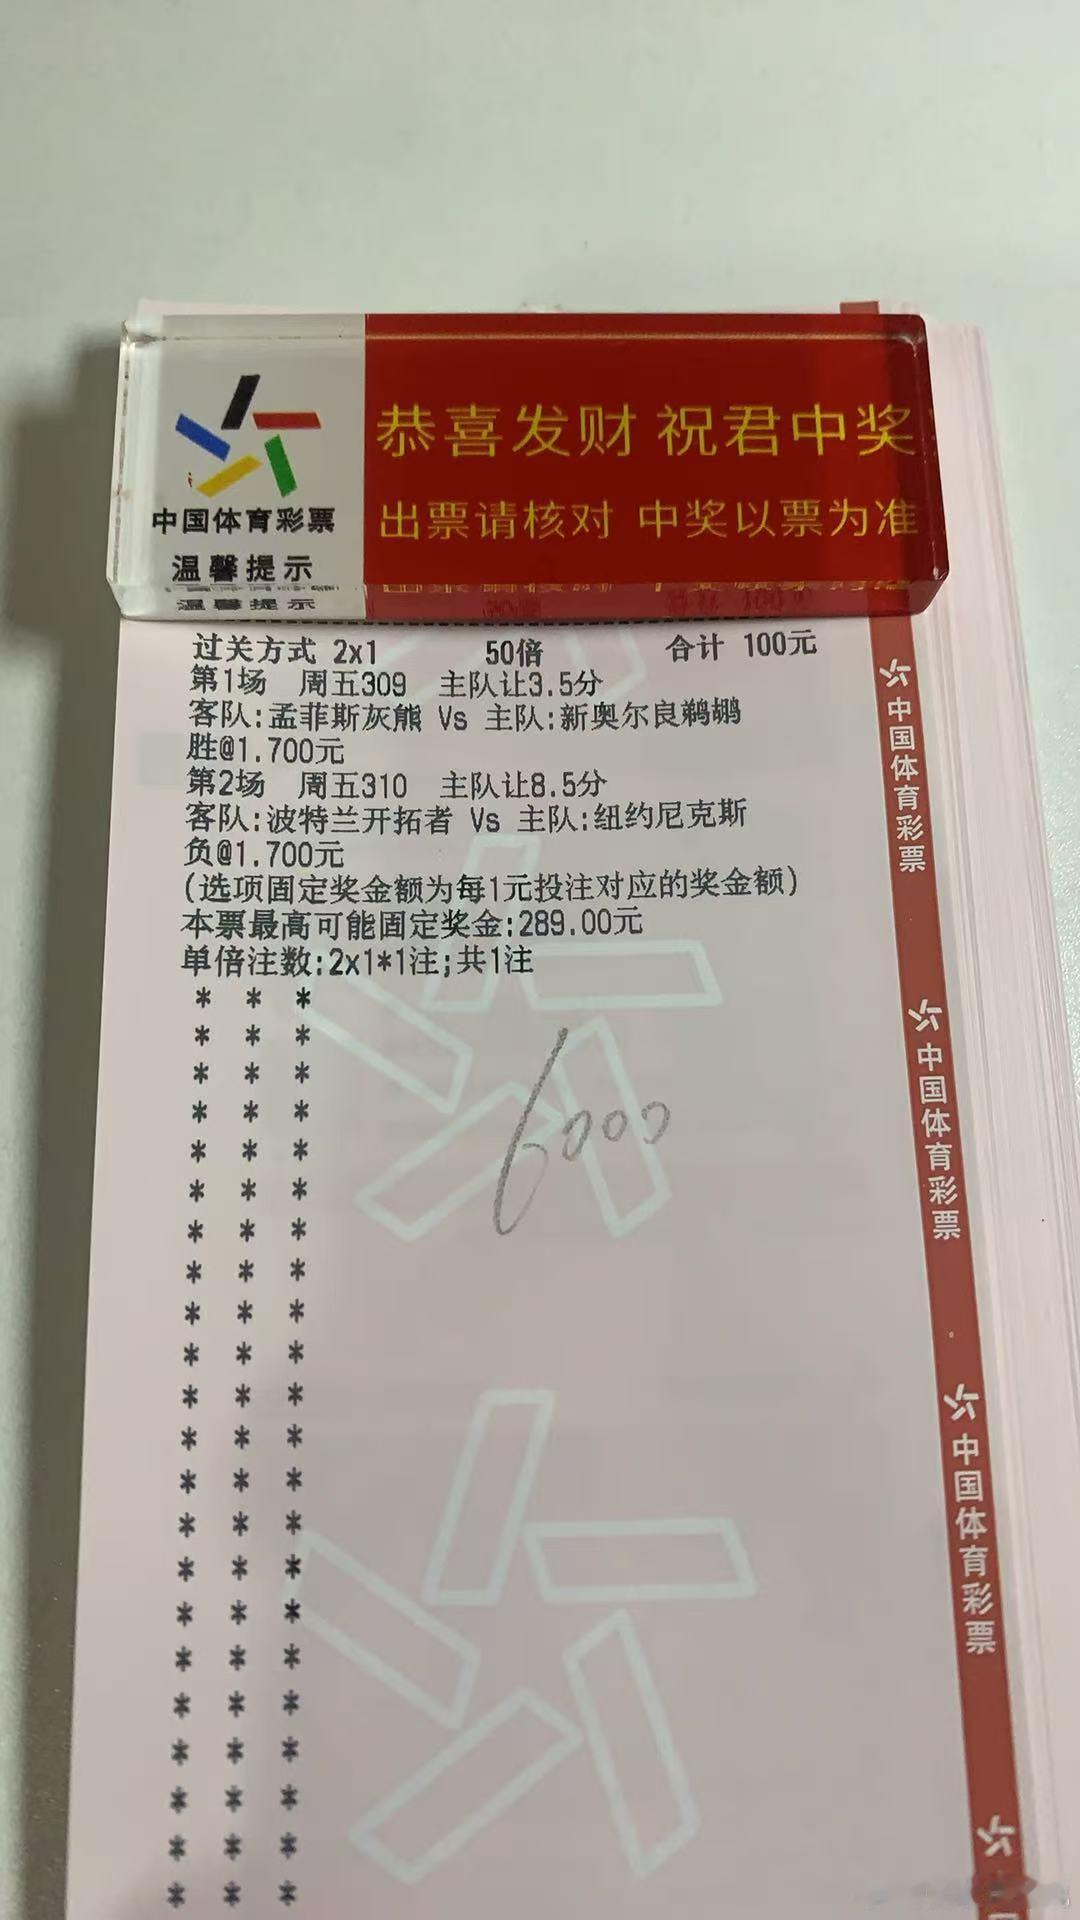 恭喜发财 祝君中奖
出票请核对 中奖以票为准
中国体育彩票
温馨提示
过关方式 2x1 50倍 合计 100元
第1场 周五309 主队让3.5分
客队:孟菲斯灰熊 Vs 主队:新奥尔良鹈鹕
胜@1.700元
第2场 周五310 主队让8.5分
客队:波特兰开拓者 Vs 主队:纽约尼克斯
负@1.700元
(选项固定奖金额为每1元投注对应的奖金额)
本票最高可能固定奖金:289.00元
单倍注数:2x1*1注;共1注
6000
中国体育彩票
中国体育彩票
中国体育彩票